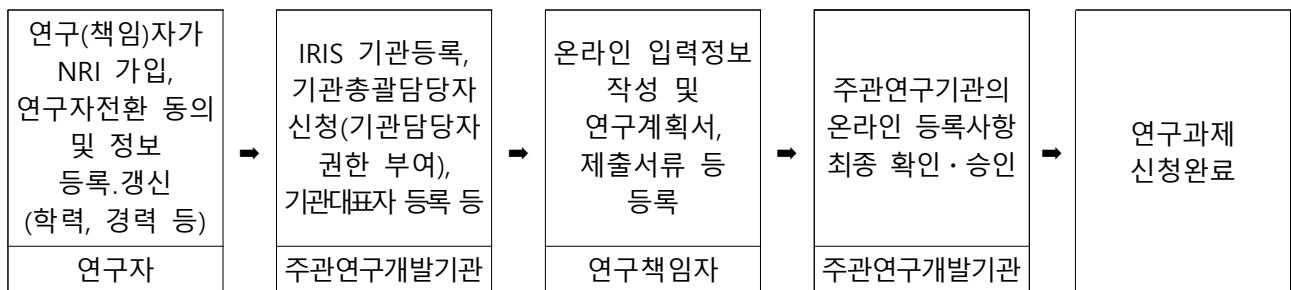 연구(책임)자가
NRI 가입,
연구자전환 동의
및 정보
등록.갱신
(학력, 경력 등)
연구자
➡
IRIS 기관등록,
기관총괄담당자
신청(기관담당자
권한 부여),
기관대표자 등록 등
주관연구개발기관
➡
온라인 입력정보
작성 및
연구계획서,
제출서류 등
등록
연구책임자
➡
주관연구기관의
온라인 등록사항
최종 확인・승인
주관연구개발기관
➡
연구과제
신청완료